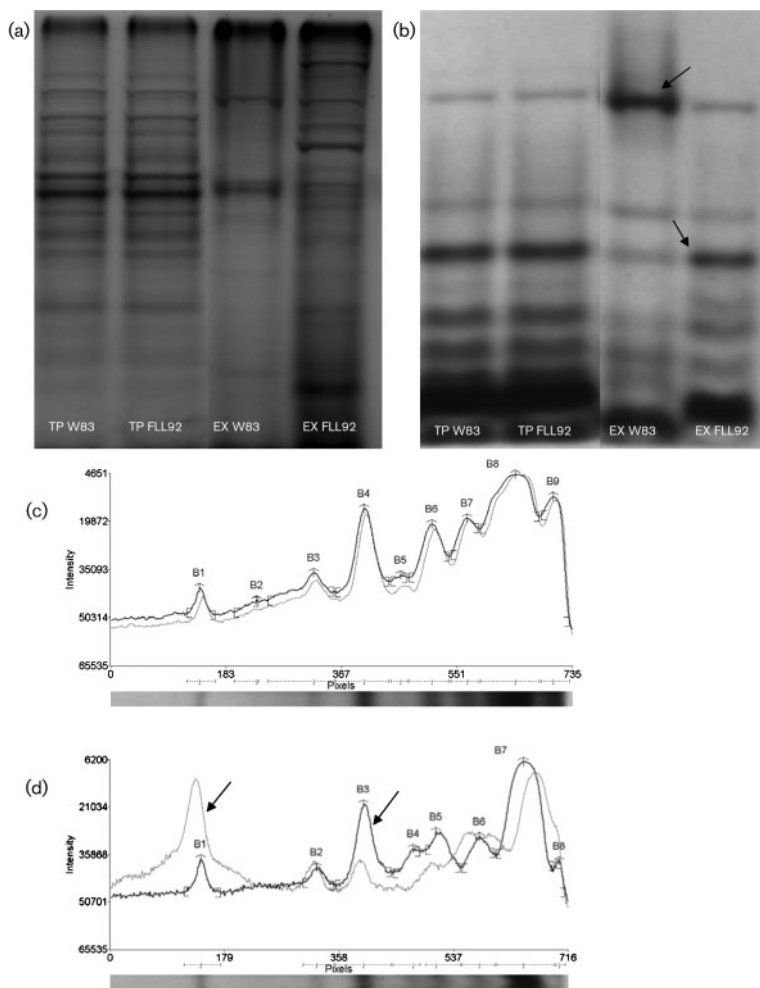 (a)
TP W83 TP FLL92 EX W83 EX FLL92
(b)
TP W83 TP FLL92 EX W83 EX FLL92
(c)
4651
19872
35093
50314
65535
Intensity
B1 B2 B3 B4 B5 B6 B7 B8 B9
0 183 367 551 735
Pixels
(d)
6200
21034
35868
50701
65535
Intensity
B1 B2 B3 B4 B5 B6 B7 B8
0 179 358 537 716
Pixels